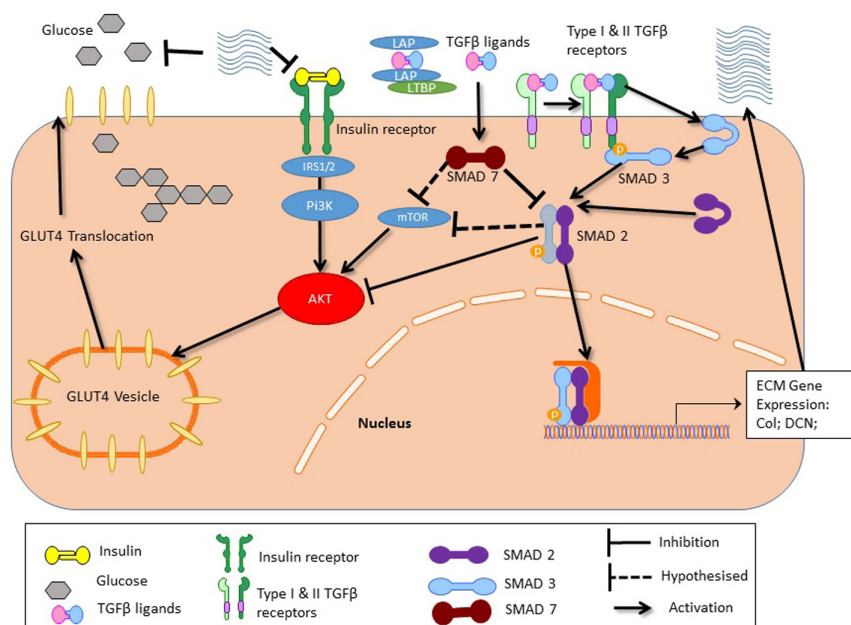 Glucose
LAP
TGFβ ligands
LAP
LTBP
Type I & II TGFβ
receptors
Insulin receptor
IRS1/2
Pi3K
mTOR
AKT
SMAD 7
P
SMAD 3
SMAD 2
P
GLUT4 Translocation
GLUT4 Vesicle
Nucleus
P
ECM Gene
Expression:
Col; DCN;
Insulin
Glucose
TGFβ ligands
Insulin receptor
Type I & II TGFβ
receptors
SMAD 2
SMAD 3
SMAD 7
Inhibition
Hypothesised
Activation